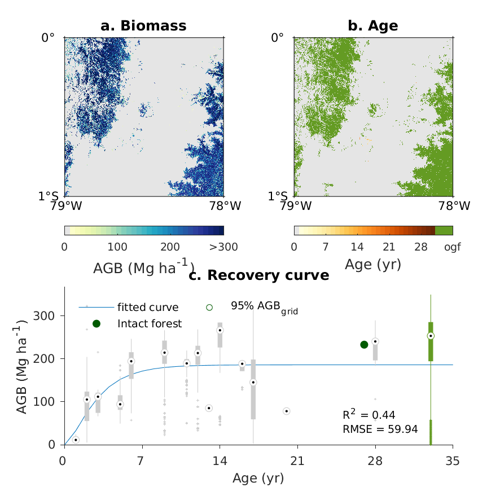 a. Biomass
b. Age
0°
0°
1°S
1°S
79°W
78°W
79°W
78°W
0
100
200
>300
0
7
14
21
28
ogf
AGB (Mg ha⁻¹)
Age (yr)
c. Recovery curve
fitted curve
95% AGB_grid
Intact forest
300
200
100
0
AGB (Mg ha⁻¹)
R² = 0.44
RMSE = 59.94
0
7
14
21
28
35
Age (yr)